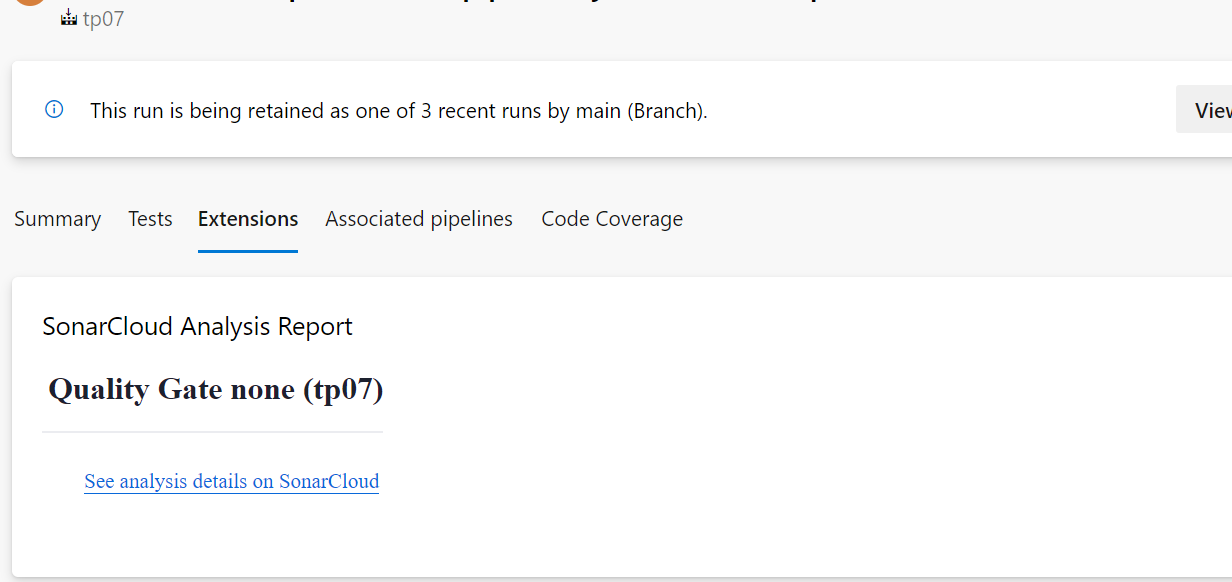 tp07
This run is being retained as one of 3 recent runs by main (Branch).
View
Summary Tests Extensions Associated pipelines Code Coverage
SonarCloud Analysis Report
Quality Gate none (tp07)
See analysis details on SonarCloud